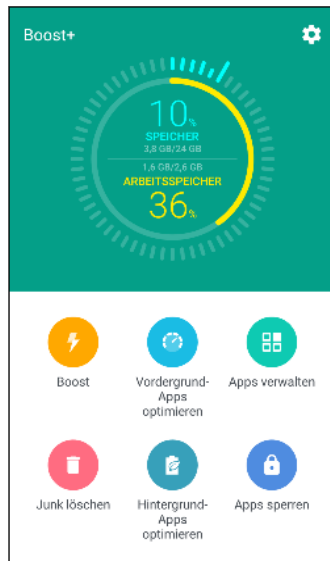 Boost+
10%
SPEICHER
3,8 GB/24 GB
1,6 GB/2,6 GB
ARBEITSSPEICHER
36%
Boost
Vordergrund-
Apps
optimieren
Apps verwalten
Junk löschen
Hintergrund-
Apps
optimieren
Apps sperren